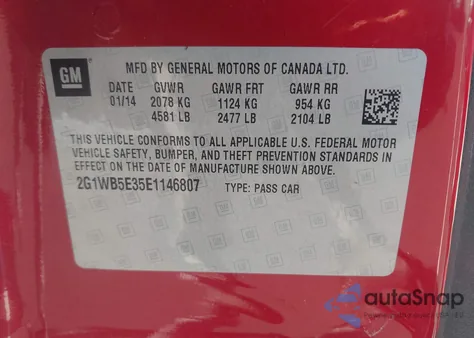 GM
MFD BY GENERAL MOTORS OF CANADA LTD.
DATE GVWR GAWR FRT GAWR RR
01/14 2078 KG 1124 KG 954 KG
4581 LB 2477 LB 2104 LB
THIS VEHICLE CONFORMS TO ALL APPLICABLE U.S. FEDERAL MOTOR
VEHICLE SAFETY, BUMPER, AND THEFT PREVENTION STANDARDS IN
EFFECT ON THE DATE OF MANUFACTURE SHOWN ABOVE.
2G1WB5E35E1146807 TYPE: PASS CAR
autaSnap